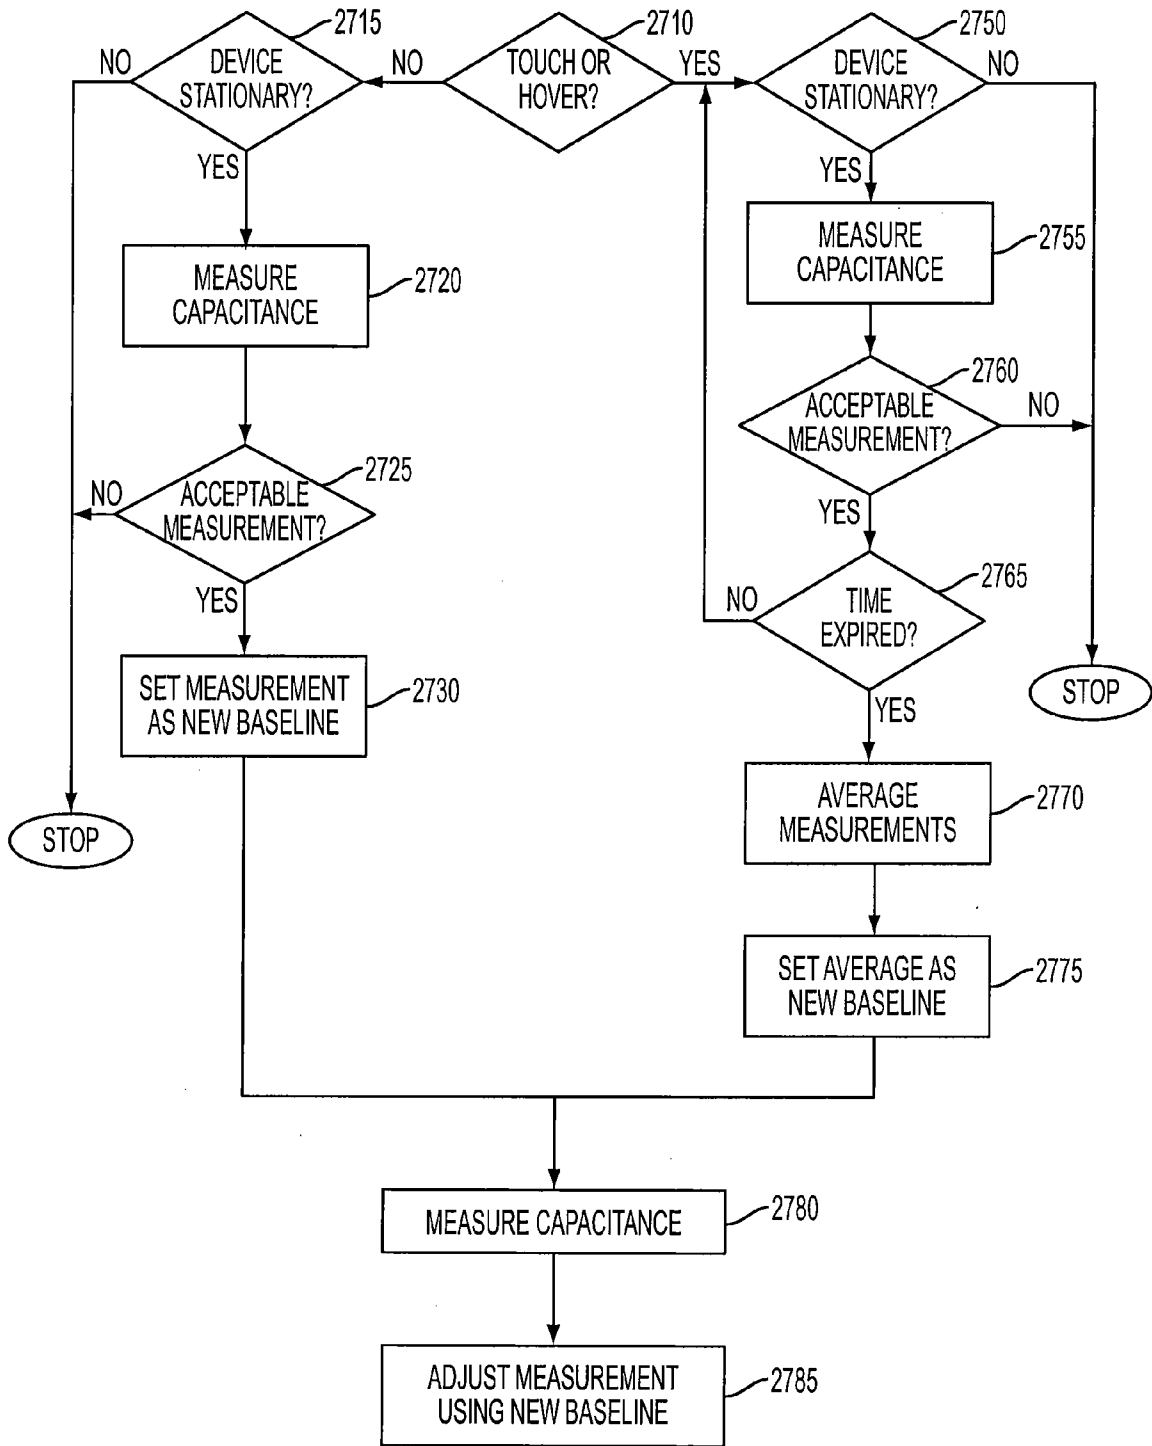 2715
2710
2750
NO
DEVICE
STATIONARY?
NO
TOUCH OR
HOVER?
YES
DEVICE
STATIONARY?
NO
YES
YES
MEASURE
CAPACITANCE
2720
MEASURE
CAPACITANCE
2755
2760
ACCEPTABLE
MEASUREMENT?
NO
2725
NO
ACCEPTABLE
MEASUREMENT?
YES
YES
2765
NO
TIME
EXPIRED?
SET MEASUREMENT
AS NEW BASELINE
2730
STOP
YES
AVERAGE
MEASUREMENTS
2770
STOP
SET AVERAGE AS
NEW BASELINE
2775
MEASURE CAPACITANCE
2780
ADJUST MEASUREMENT
USING NEW BASELINE
2785